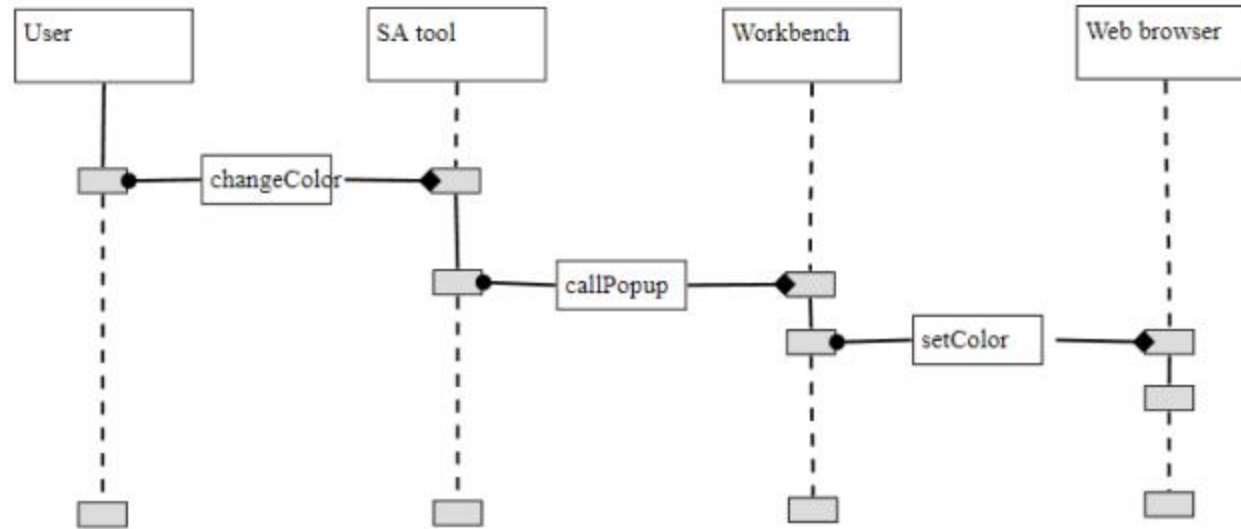 User
SA tool
Workbench
Web browser
changeColor
callPopup
setColor